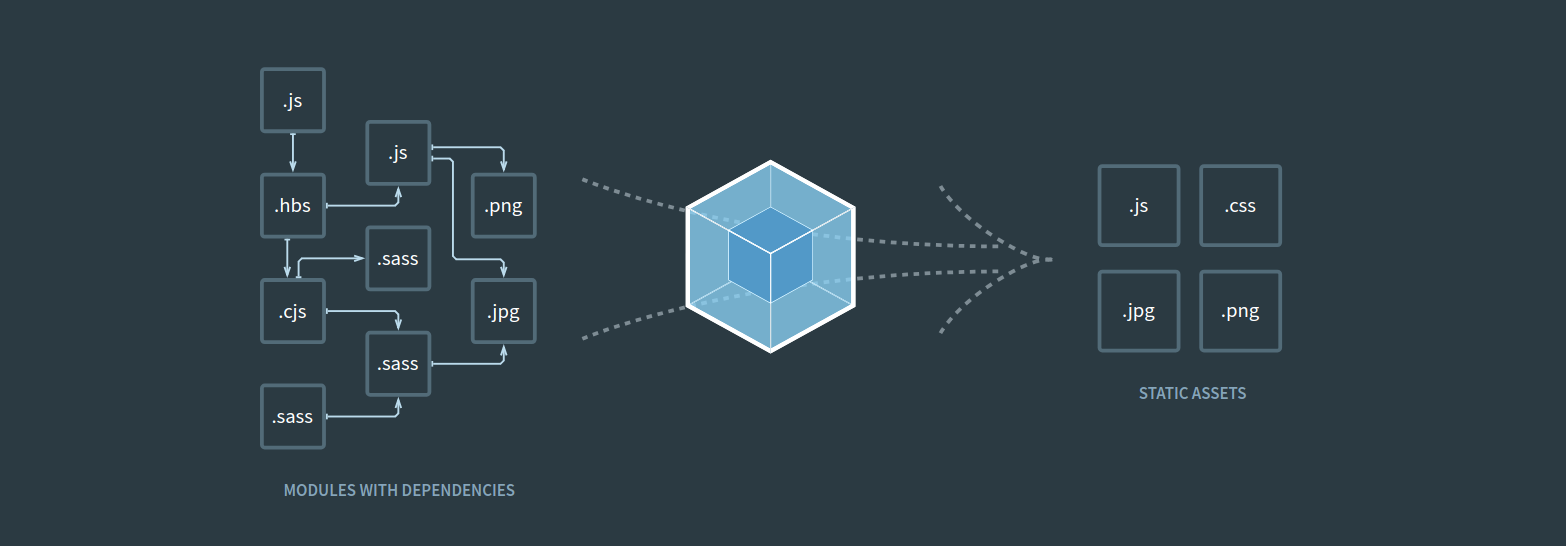 .js
.js
.hbs
.png
.sass
.cjs
.jpg
.sass
.sass
MODULES WITH DEPENDENCIES
.js
.css
.jpg
.png
STATIC ASSETS